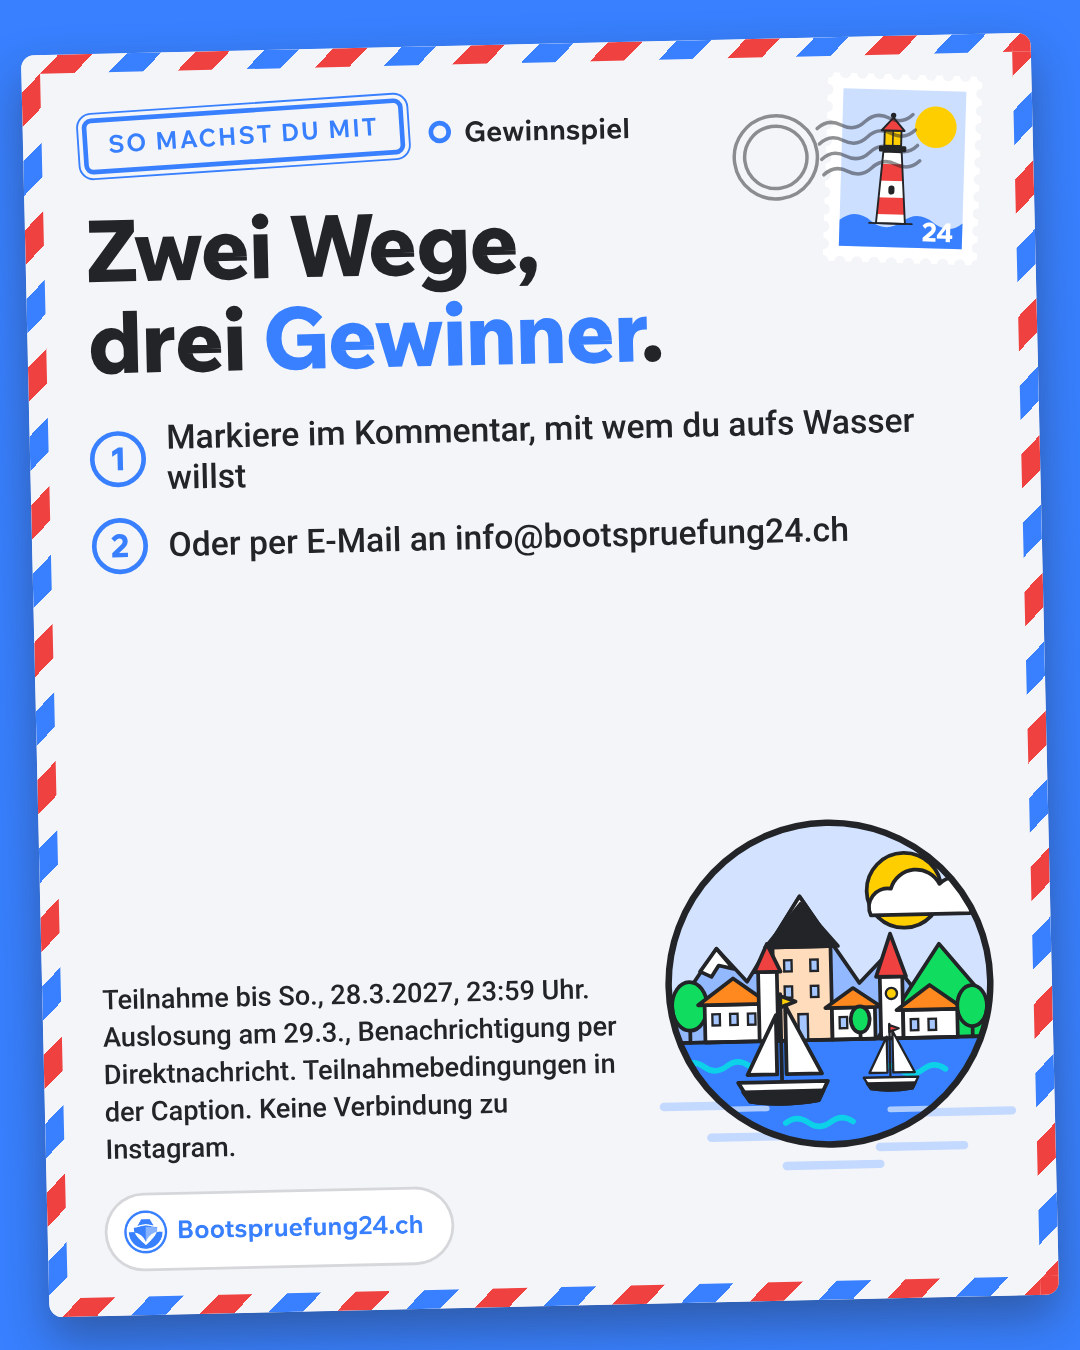 SO MACHST DU MIT
Gewinnspiel
24
Zwei Wege,
drei Gewinner.
1 Markiere im Kommentar, mit wem du aufs Wasser
willst
2 Oder per E-Mail an info@bootspruefung24.ch
Teilnahme bis So., 28.3.2027, 23:59 Uhr.
Auslosung am 29.3., Benachrichtigung per
Direktnachricht. Teilnahmebedingungen in
der Caption. Keine Verbindung zu
Instagram.
Bootspruefung24.ch